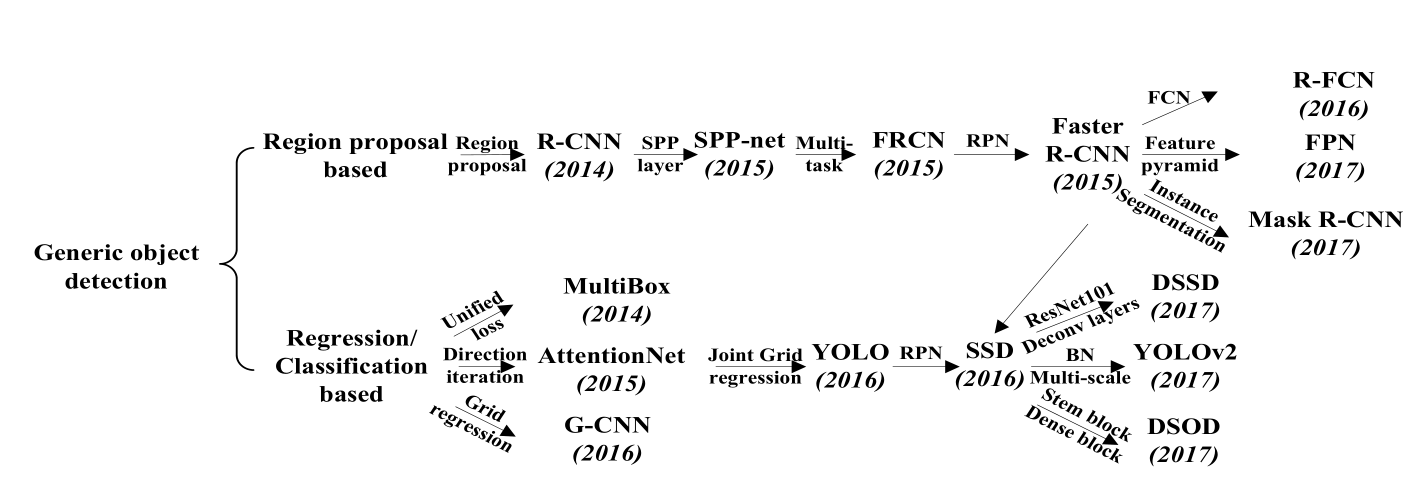 Generic object
detection
Region proposal
based
Region
proposal
R-CNN
(2014)
SPP
layer
SPP-net
(2015)
Multi-
task
FRCN
(2015)
RPN
Faster
R-CNN
(2015)
FCN
R-FCN
(2016)
Feature
pyramid
FPN
(2017)
Instance
Segmentation
Mask R-CNN
(2017)
Regression/
Classification
based
Unified
loss
MultiBox
(2014)
Direction
iteration
AttentionNet
(2015)
Grid
regression
G-CNN
(2016)
Joint Grid
regression
YOLO
(2016)
RPN
SSD
(2016)
ResNet101
Deconv layers
DSSD
(2017)
BN
Multi-scale
YOLOv2
(2017)
Stem block
Dense block
DSOD
(2017)